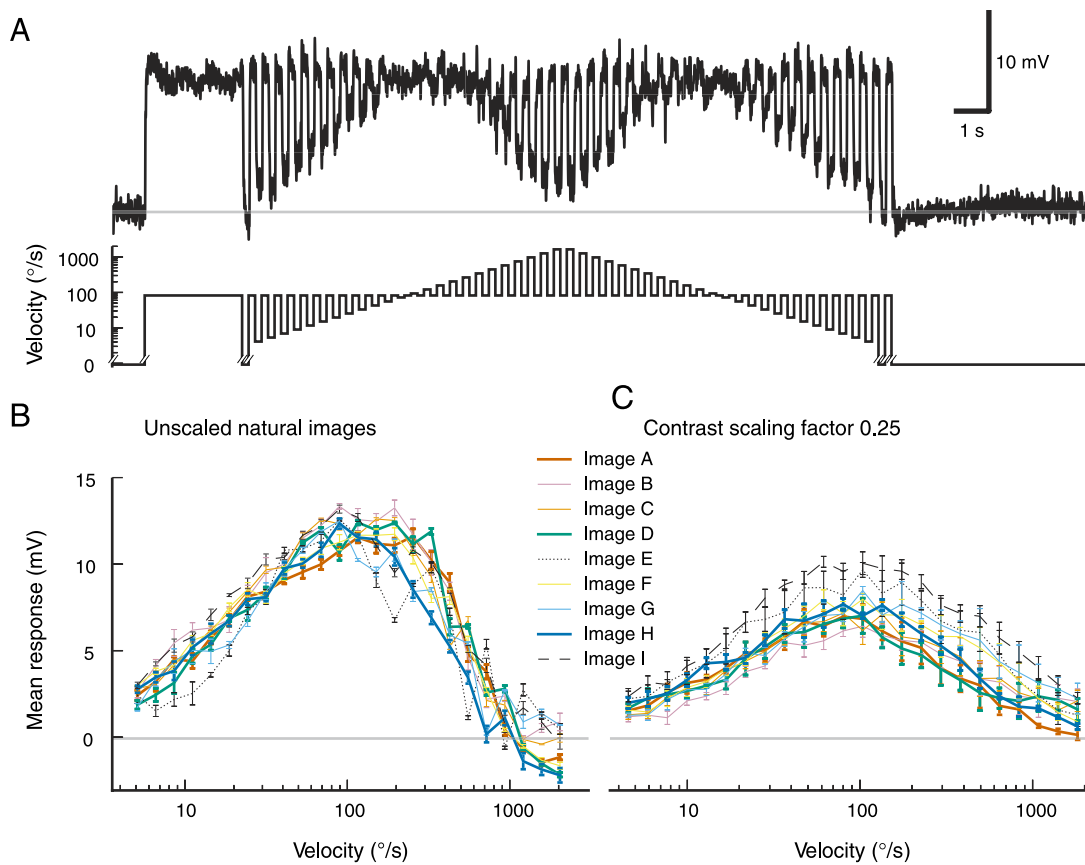 A
10 mV
1 s
Velocity (°/s)
1000
100
10
0
B
Unscaled natural images
C
Contrast scaling factor 0.25
Image A
Image B
Image C
Image D
Image E
Image F
Image G
Image H
Image I
Mean response (mV)
15
10
5
0
10
100
1000
10
100
1000
Velocity (°/s)
Velocity (°/s)